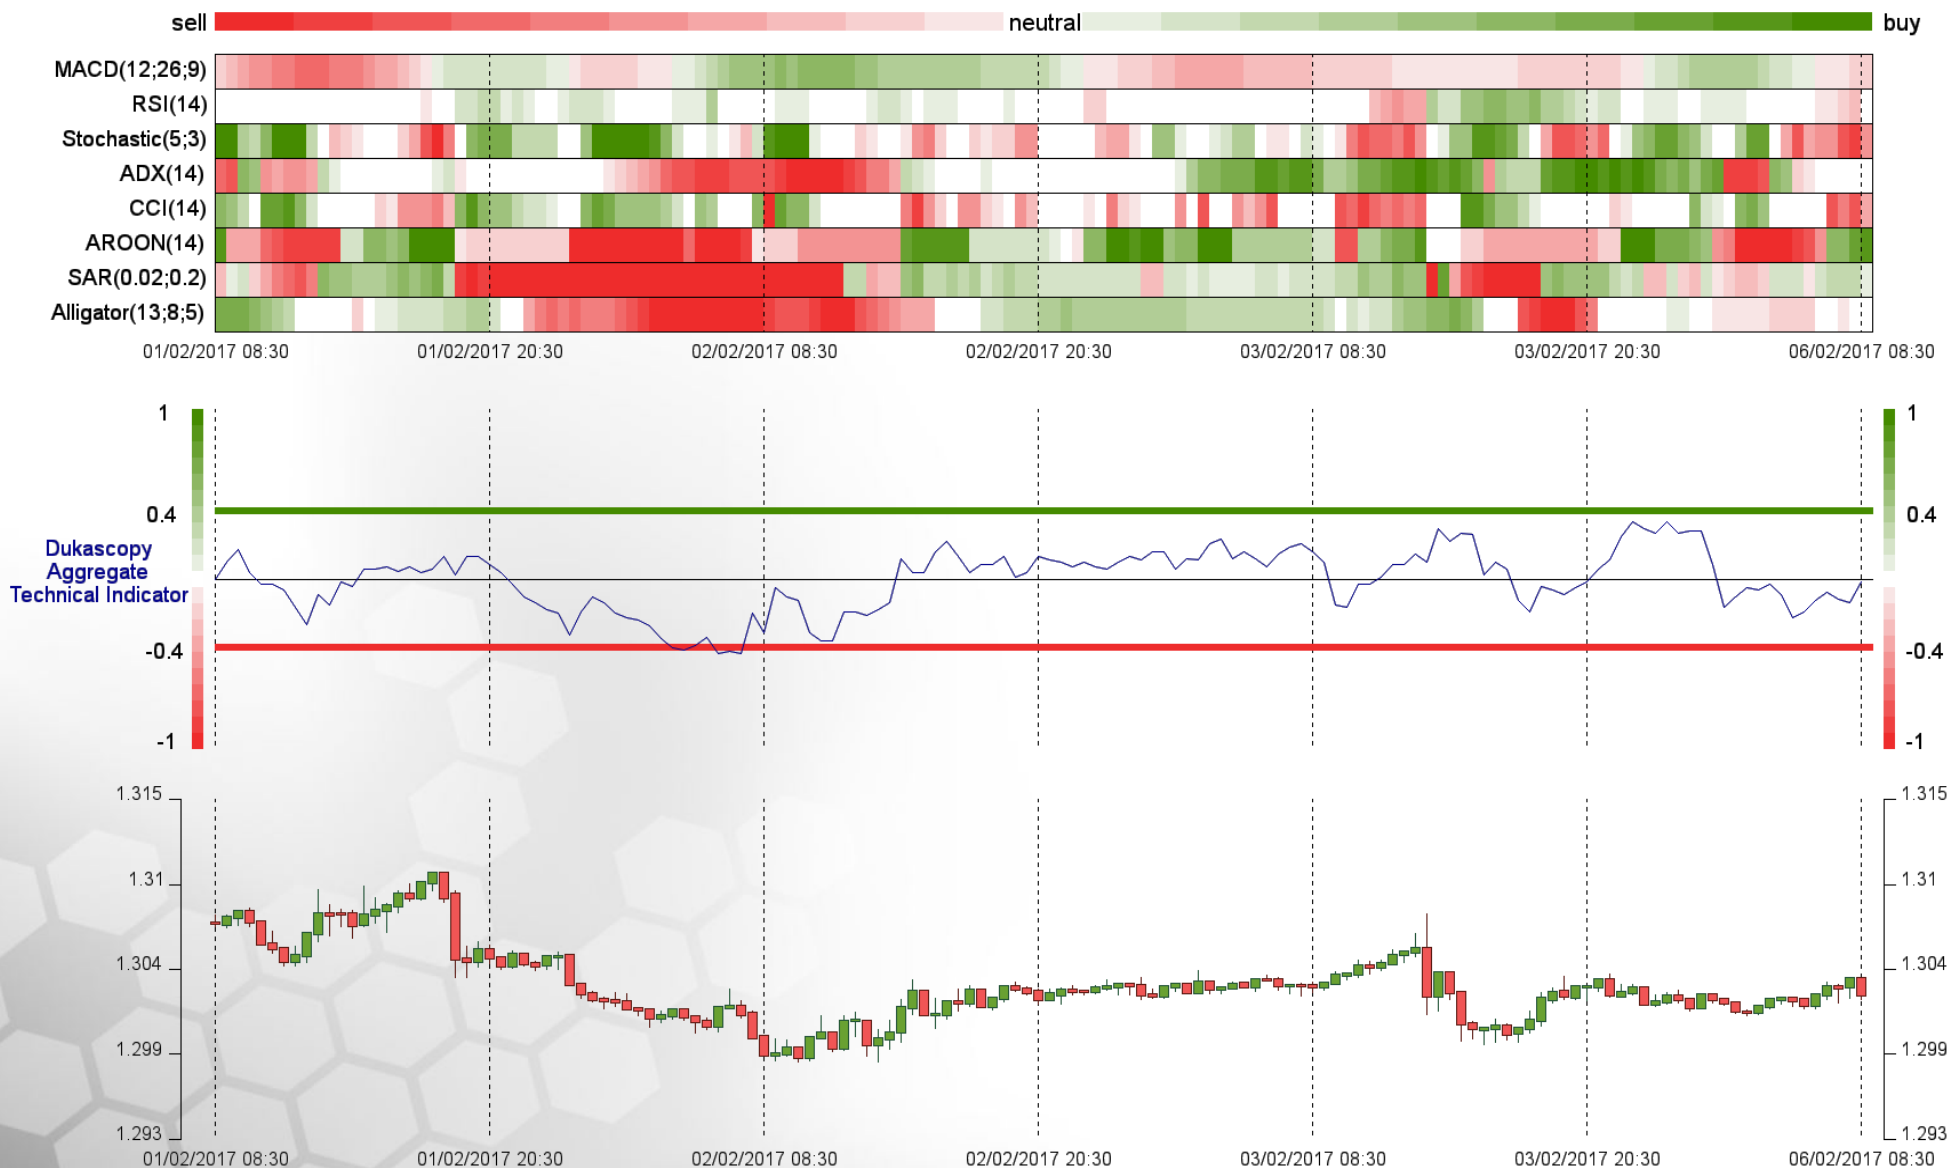 sell neutral buy
MACD(12;26;9)
RSI(14)
Stochastic(5;3)
ADX(14)
CCI(14)
AROON(14)
SAR(0.02;0.2)
Alligator(13;8;5)
01/02/2017 08:30 01/02/2017 20:30 02/02/2017 08:30 02/02/2017 20:30 03/02/2017 08:30 03/02/2017 20:30 06/02/2017 08:30
1 1
0.4 0.4
Dukascopy
Aggregate
Technical Indicator
-0.4 -0.4
-1 -1
1.315 1.315
1.31 1.31
1.304 1.304
1.299 1.299
1.293 1.293
01/02/2017 08:30 01/02/2017 20:30 02/02/2017 08:30 02/02/2017 20:30 03/02/2017 08:30 03/02/2017 20:30 06/02/2017 08:30